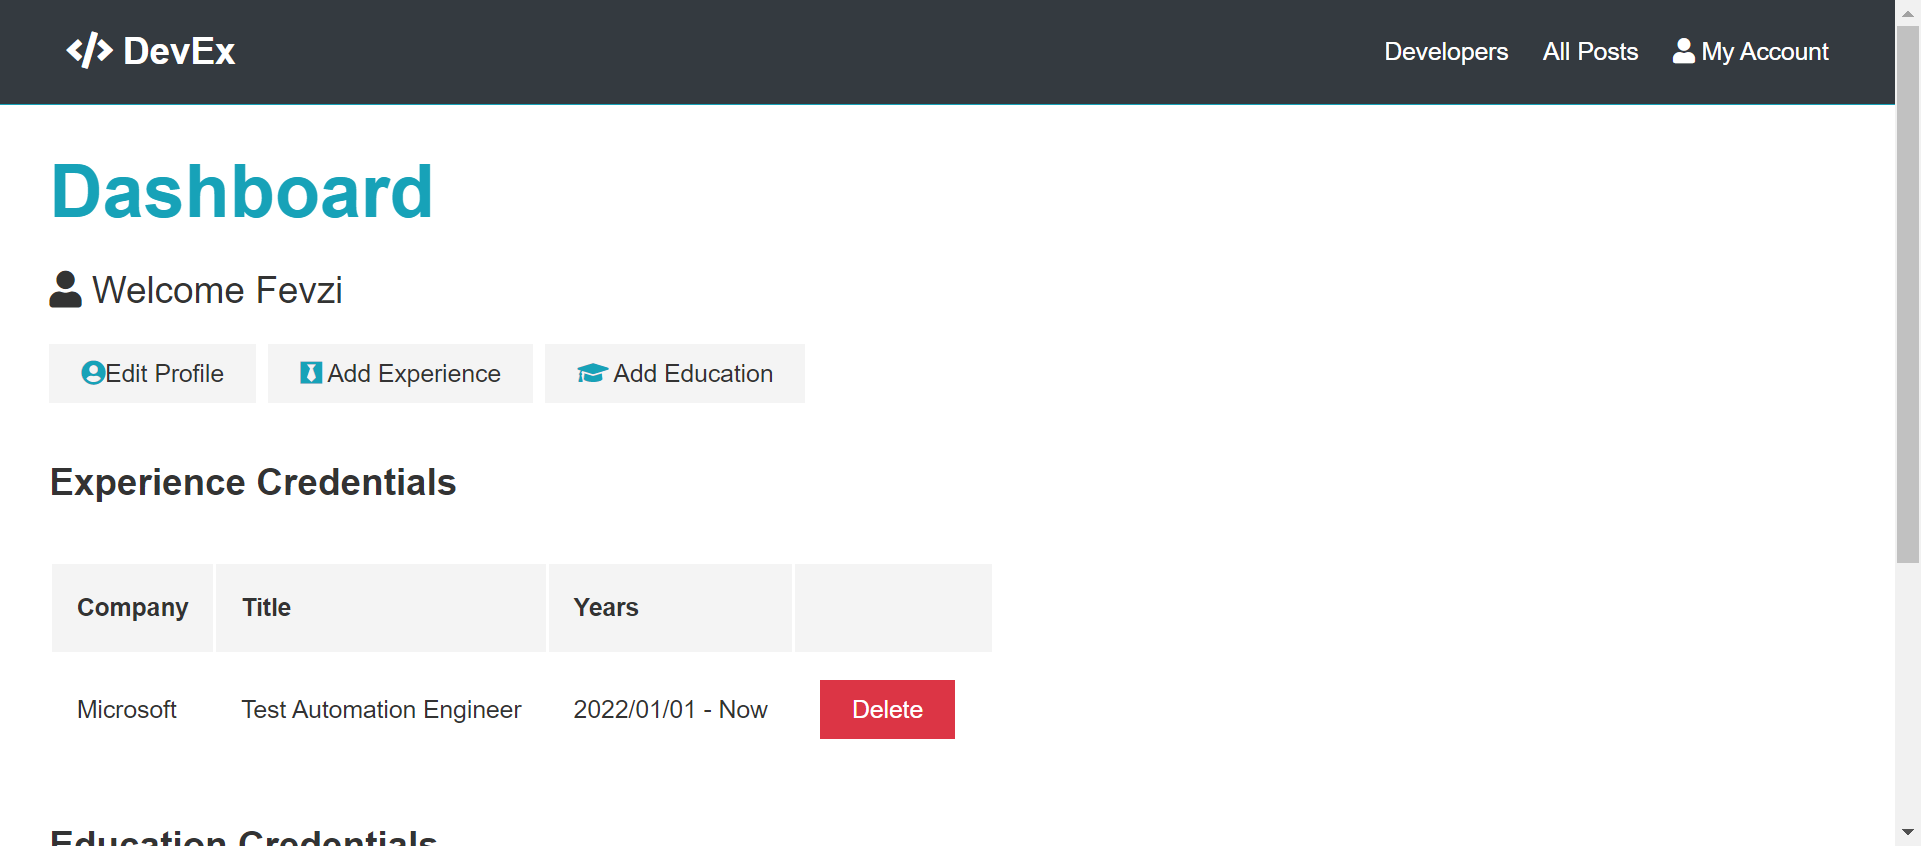 DevEx
Developers All Posts My Account
Dashboard
Welcome Fevzi
Edit Profile Add Experience Add Education
Experience Credentials
Company Title Years
Microsoft Test Automation Engineer 2022/01/01 - Now Delete
Education Credentials